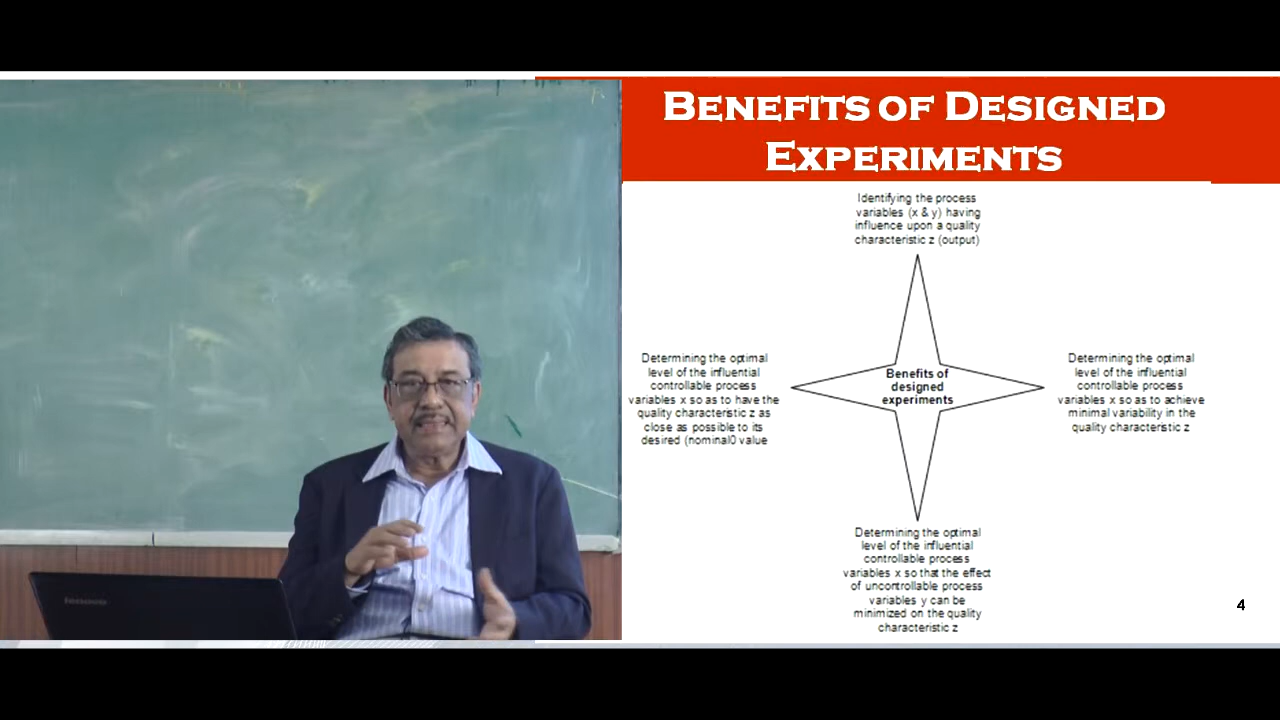 BENEFITS OF DESIGNED
EXPERIMENTS
Identifying the process
variables (x & y) having
influence upon a quality
characteristic z (output)
Determining the optimal
level of the influential
controllable process
variables x so as to have the
quality characteristic z as
close as possible to its
desired (nominal0 value
Benefits of
designed
experiments
Determining the optimal
level of the influential
controllable process
variables x so as to achieve
minimal variability in the
quality characteristic z
Determining the optimal
level of the influential
controllable process
variables x so that the effect
of uncontrollable process
variables y can be
minimized on the quality
characteristic z
4
lenovo